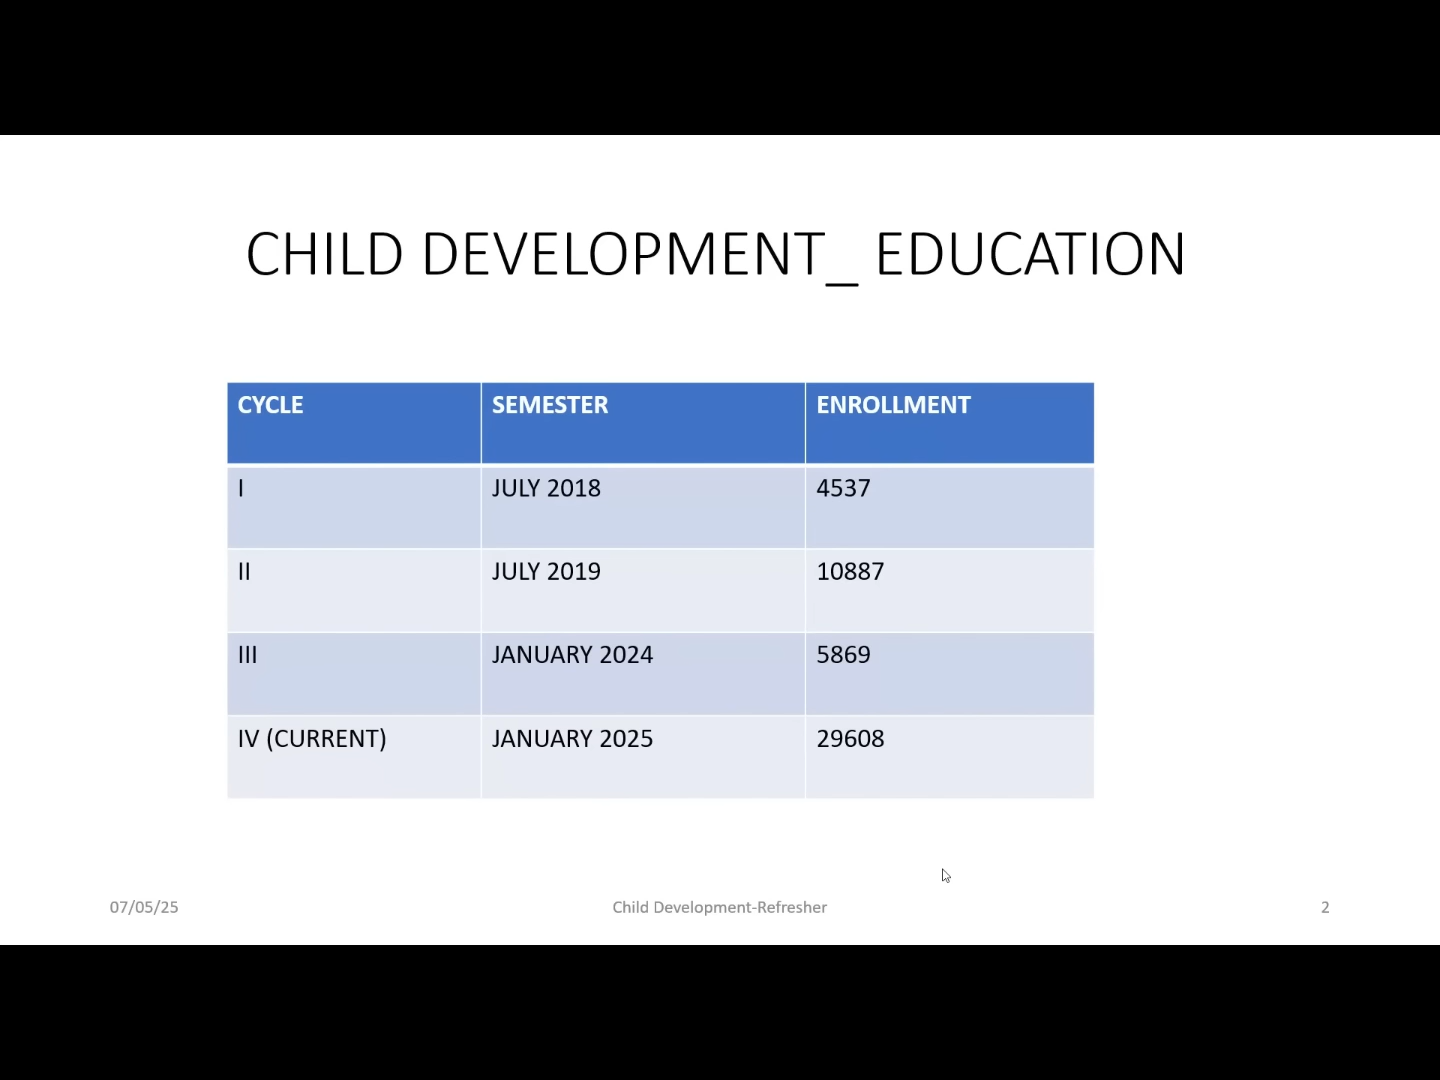 CHILD DEVELOPMENT_ EDUCATION
CYCLE SEMESTER ENROLLMENT
I JULY 2018 4537
II JULY 2019 10887
III JANUARY 2024 5869
IV (CURRENT) JANUARY 2025 29608
07/05/25 Child Development-Refresher 2